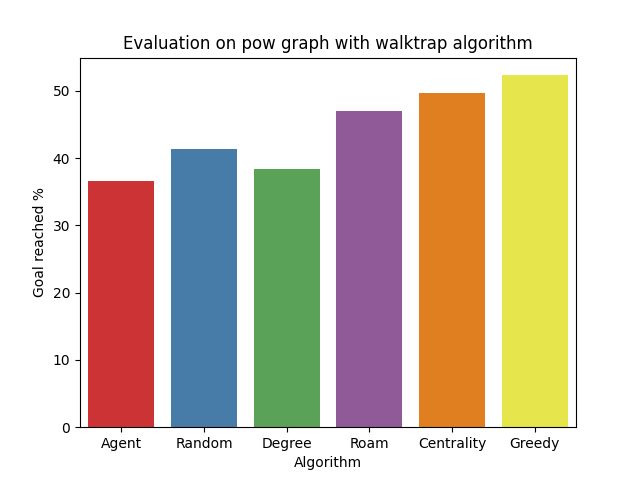 Evaluation on pow graph with walktrap algorithm
Goal reached %
50
40
30
20
10
0
Agent Random Degree Roam Centrality Greedy
Algorithm